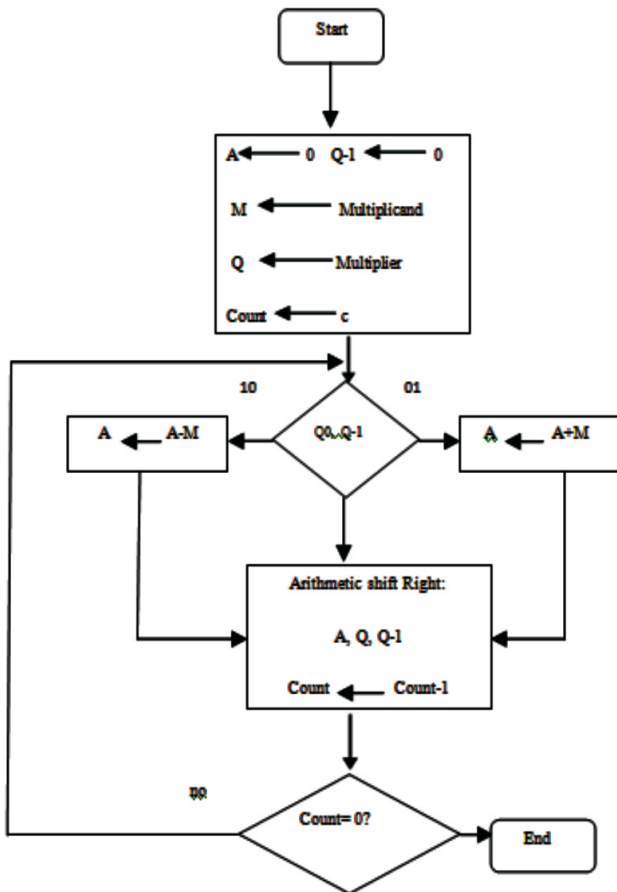 Start
A 0 Q-1 0
M Multiplicand
Q Multiplier
Count c
10 01
A A-M
Q0, Q-1
A A+M
Arithmetic shift Right:
A, Q, Q-1
Count Count-1
no
Count= 0?
End